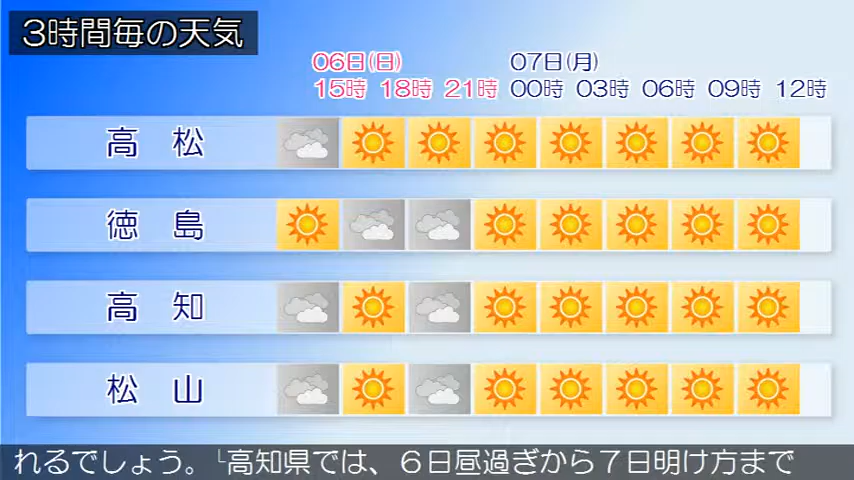 3時間毎の天気
06日(日) 07日(月)
15時 18時 21時 00時 03時 06時 09時 12時
高松
徳島
高知
松山
れるでしょう。└高知県では、６日昼過ぎから７日明け方まで